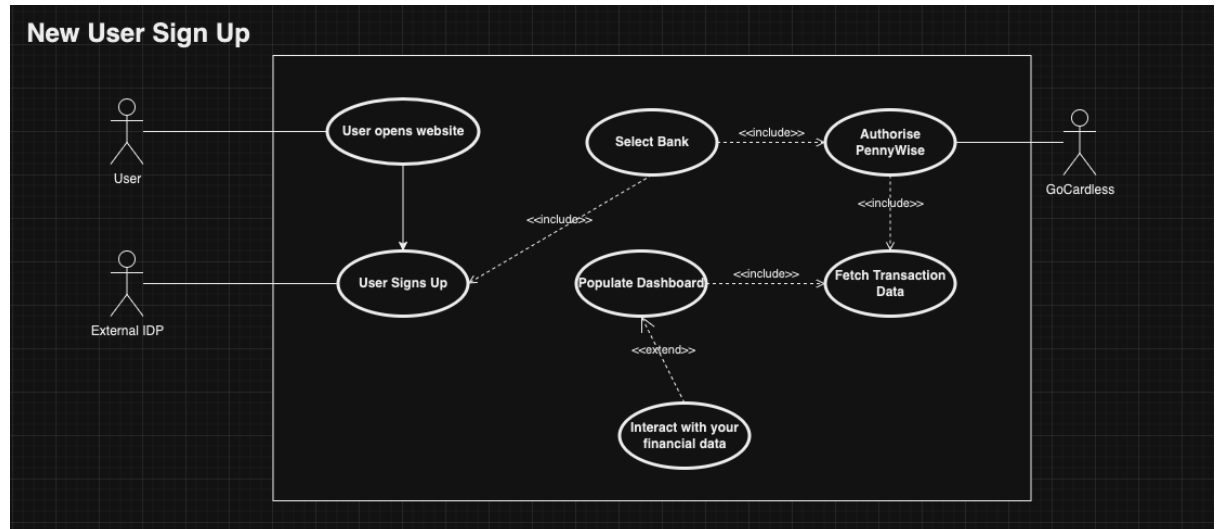 New User Sign Up
User opens website
Select Bank
<<include>>
Authorise
PennyWise
User
GoCardless
<<include>>
<<include>>
User Signs Up
Populate Dashboard
<<include>>
Fetch Transaction
Data
External IDP
<<extend>>
Interact with your
financial data